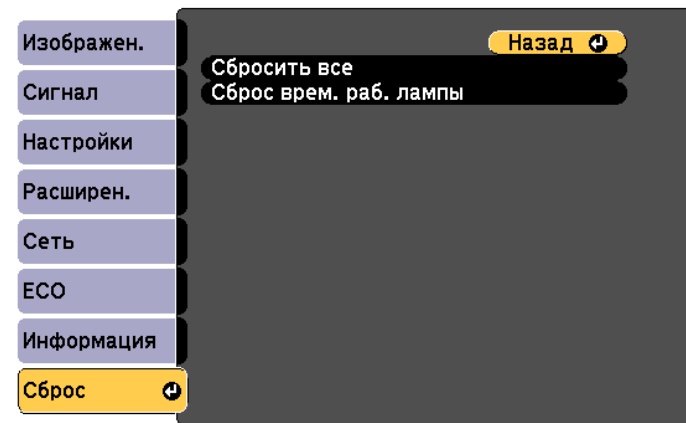 Изображен.
Сигнал
Настройки
Расширен.
Сеть
ECO
Информация
Сброс
Назад
Сбросить все
Сброс врем. раб. лампы